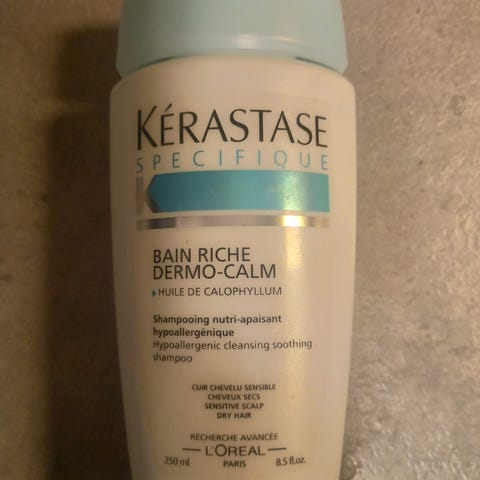 KÉRASTASE
SPECIFIQUE
BAIN RICHE
DERMO-CALM
HUILE DE CALOPHYLLUM
Shampooing nutri-apaisant
hypoallergénique
Hypoallergenic cleansing soothing
shampoo
CUIR CHEVELU SENSIBLE
CHEVEUX SECS
SENSITIVE SCALP
DRY HAIR
RECHERCHE AVANCÉE
L'ORÉAL
PARIS
250 ml 8.5 fl.oz.